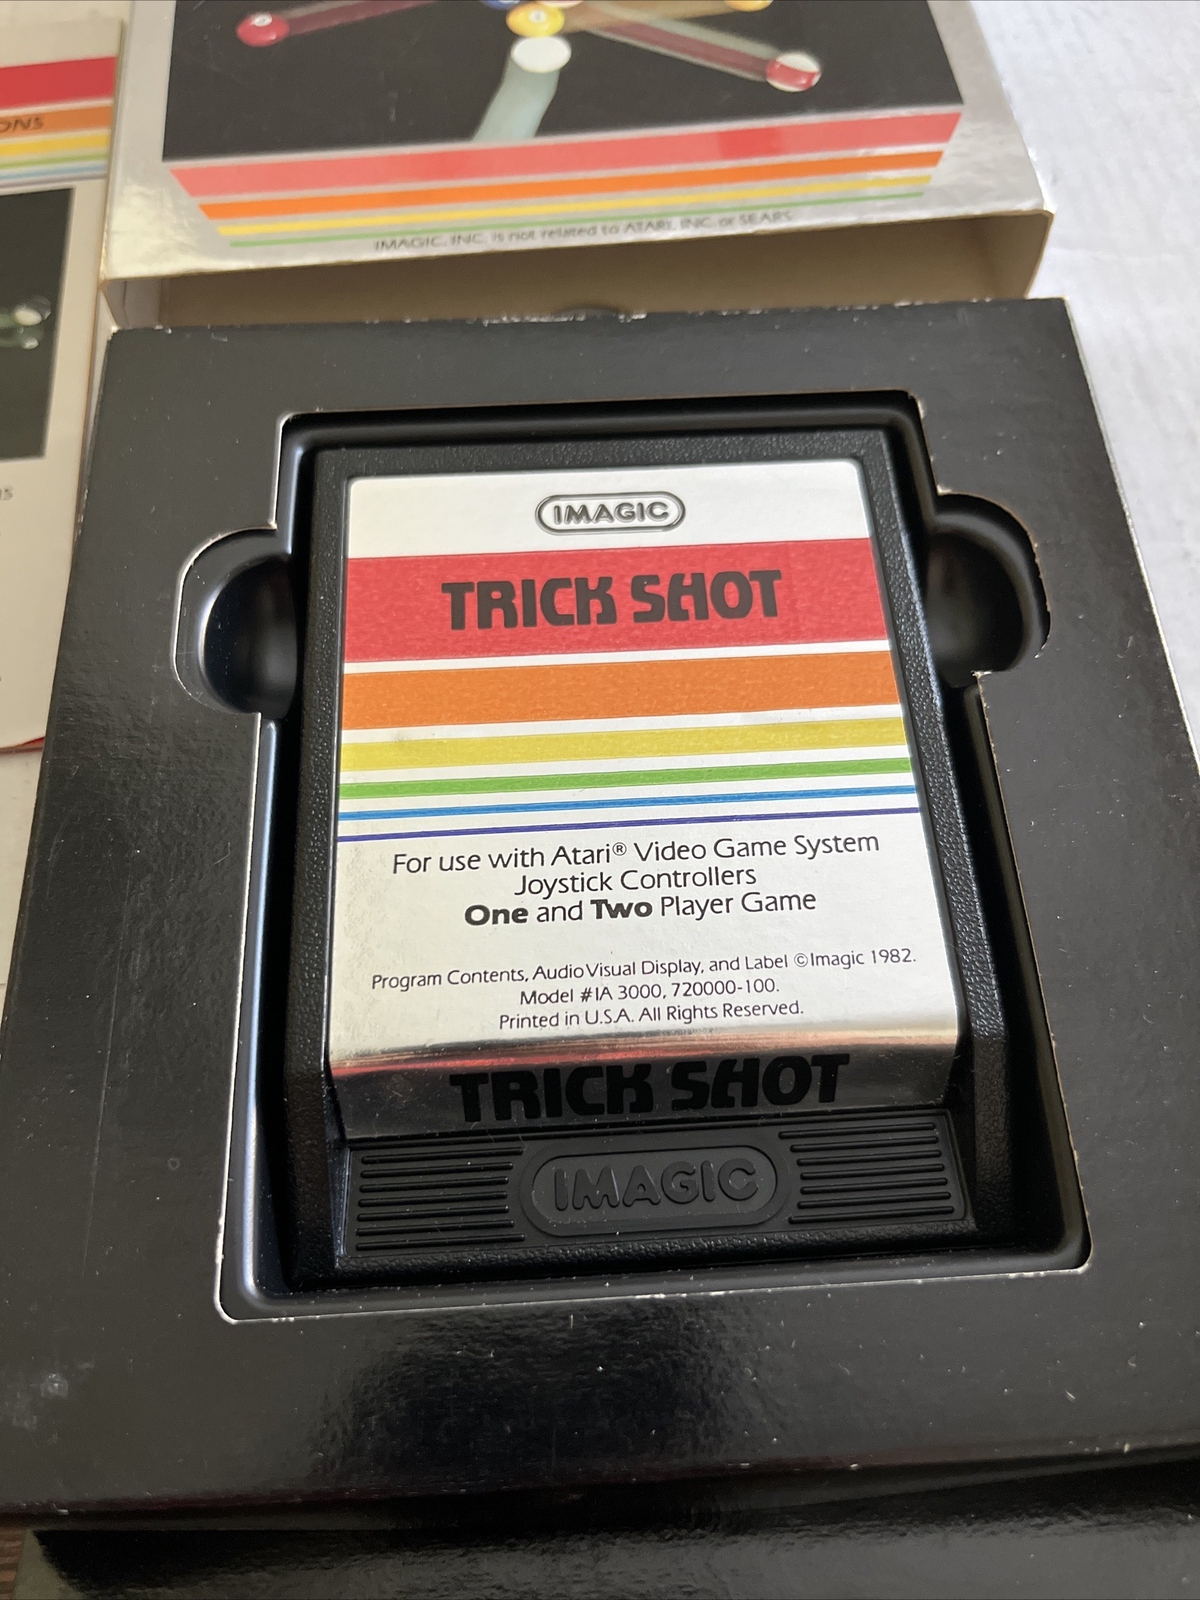 ONS
IMAGIC, INC. is not related to ATARI, INC. or SEARS
IMAGIC
TRICK SHOT
For use with Atari® Video Game System
Joystick Controllers
One and Two Player Game
Program Contents, Audio Visual Display, and Label ©Imagic 1982.
Model #IA 3000, 720000-100.
Printed in U.S.A. All Rights Reserved.
TRICK SHOT
IMAGIC